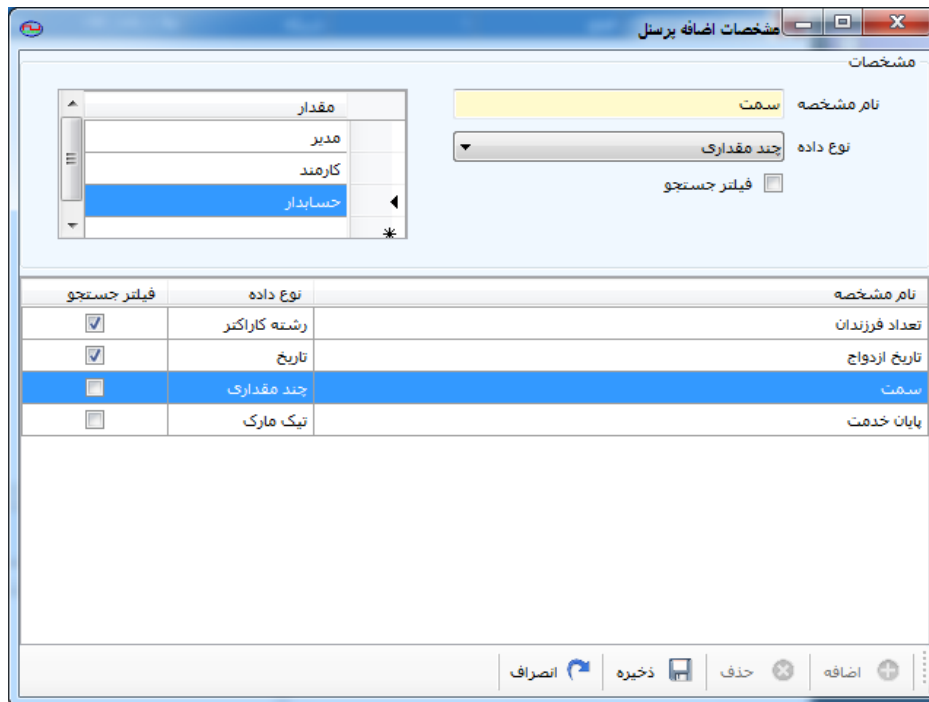 مشخصات اضافه پرسنل
مشخصات
نام مشخصه سمت
نوع داده چند مقداری
فیلتر جستجو
مقدار
مدیر
کارمند
حسابدار
نام مشخصه نوع داده فیلتر جستجو
تعداد فرزندان رشته کاراکتر
تاریخ ازدواج تاریخ
سمت چند مقداری
پایان خدمت تیک مارک
اضافه حذف ذخیره انصراف